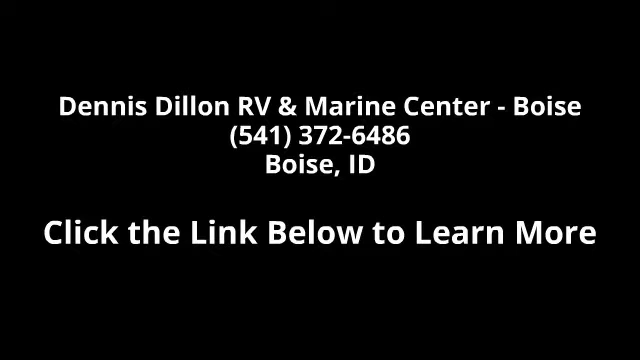 Dennis Dillon RV & Marine Center - Boise
(541) 372-6486
Boise, ID
Click the Link Below to Learn More